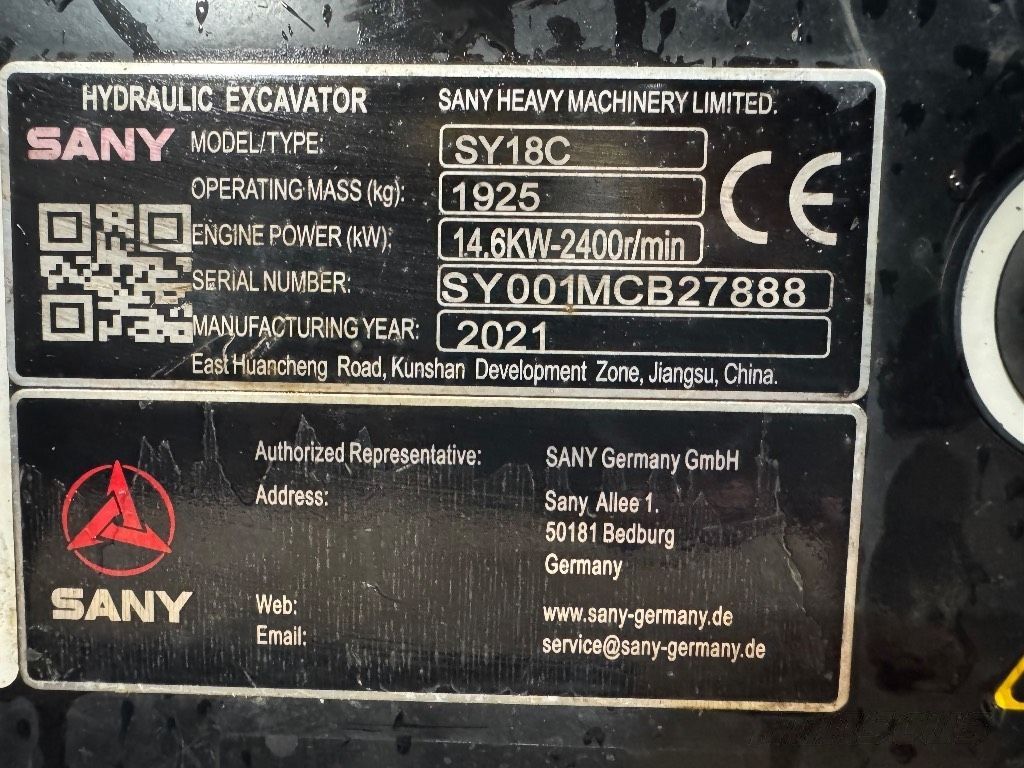 HYDRAULIC EXCAVATOR SANY HEAVY MACHINERY LIMITED.
SANY MODEL/TYPE: SY18C
OPERATING MASS (kg): 1925
ENGINE POWER (kW): 14.6KW-2400r/min
SERIAL NUMBER: SY001MCB27888
MANUFACTURING YEAR: 2021
East Huancheng Road, Kunshan Development Zone, Jiangsu, China.
CE
Authorized Representative: SANY Germany GmbH
Address: Sany Allee 1.
50181 Bedburg
Germany
SANY
Web: www.sany-germany.de
Email: service@sany-germany.de